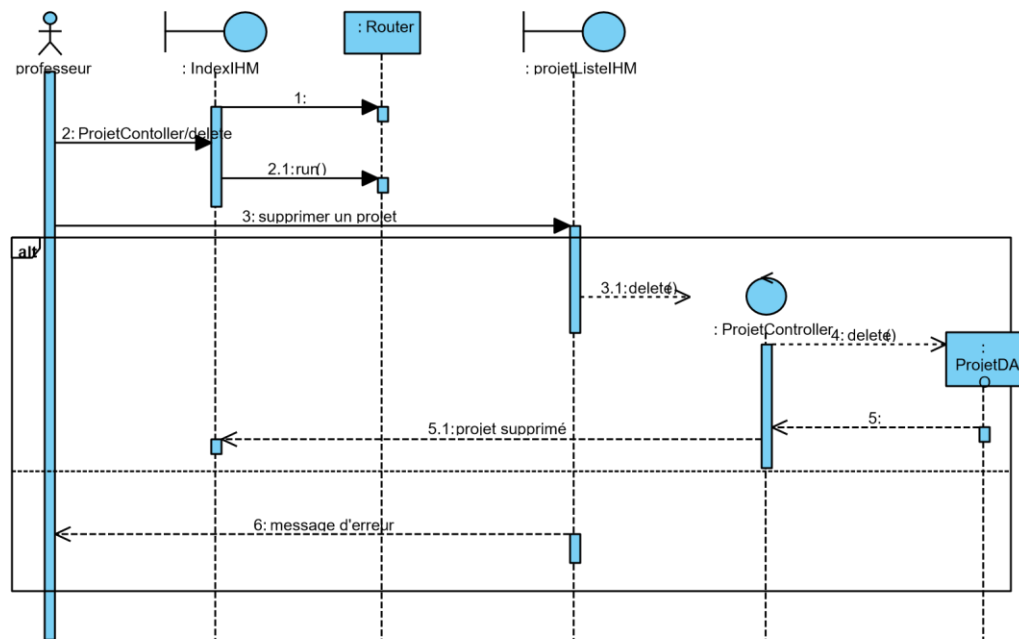 : Router
professeur
: IndexIHM
: projetListeIHM
1:
2: ProjetContoller/delete
2.1: run()
3: supprimer un projet
alt
3.1: delete()
: ProjetController
4: delete()
:
ProjetDA
O
5:
5.1: projet supprimé
6: message d'erreur